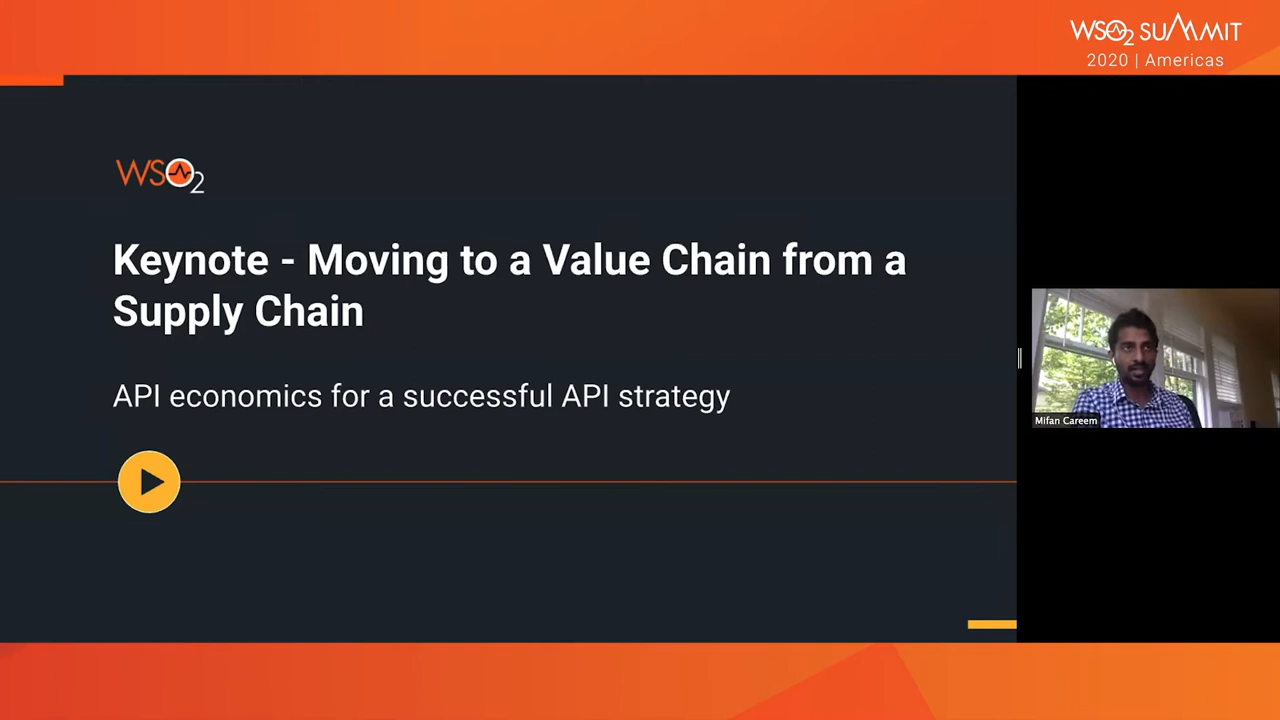 WSO2 SUMMIT
2020 | Americas
WSO2
Keynote - Moving to a Value Chain from a
Supply Chain
API economics for a successful API strategy
Mifan Careem